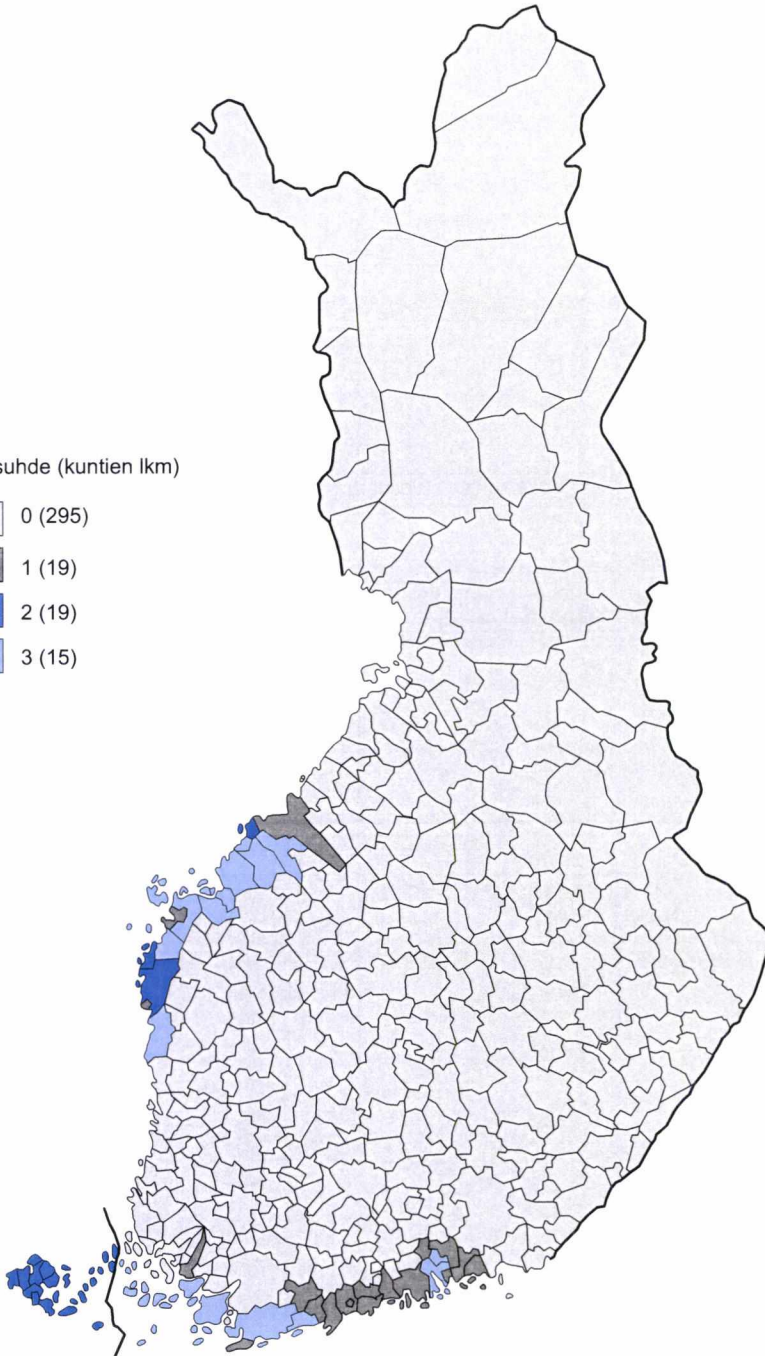 suhde (kuntien lkm)
0 (295)
1 (19)
2 (19)
3 (15)